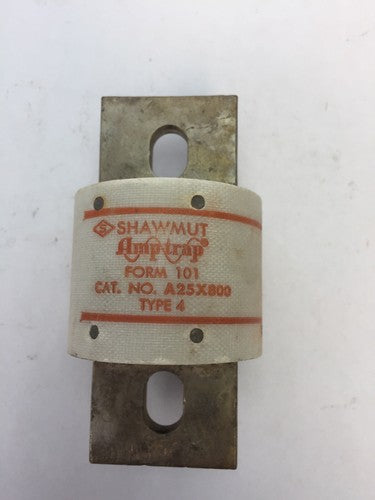 S SHAWMUT
Amp-trap®
FORM 101
CAT. NO. A25X800
TYPE 4